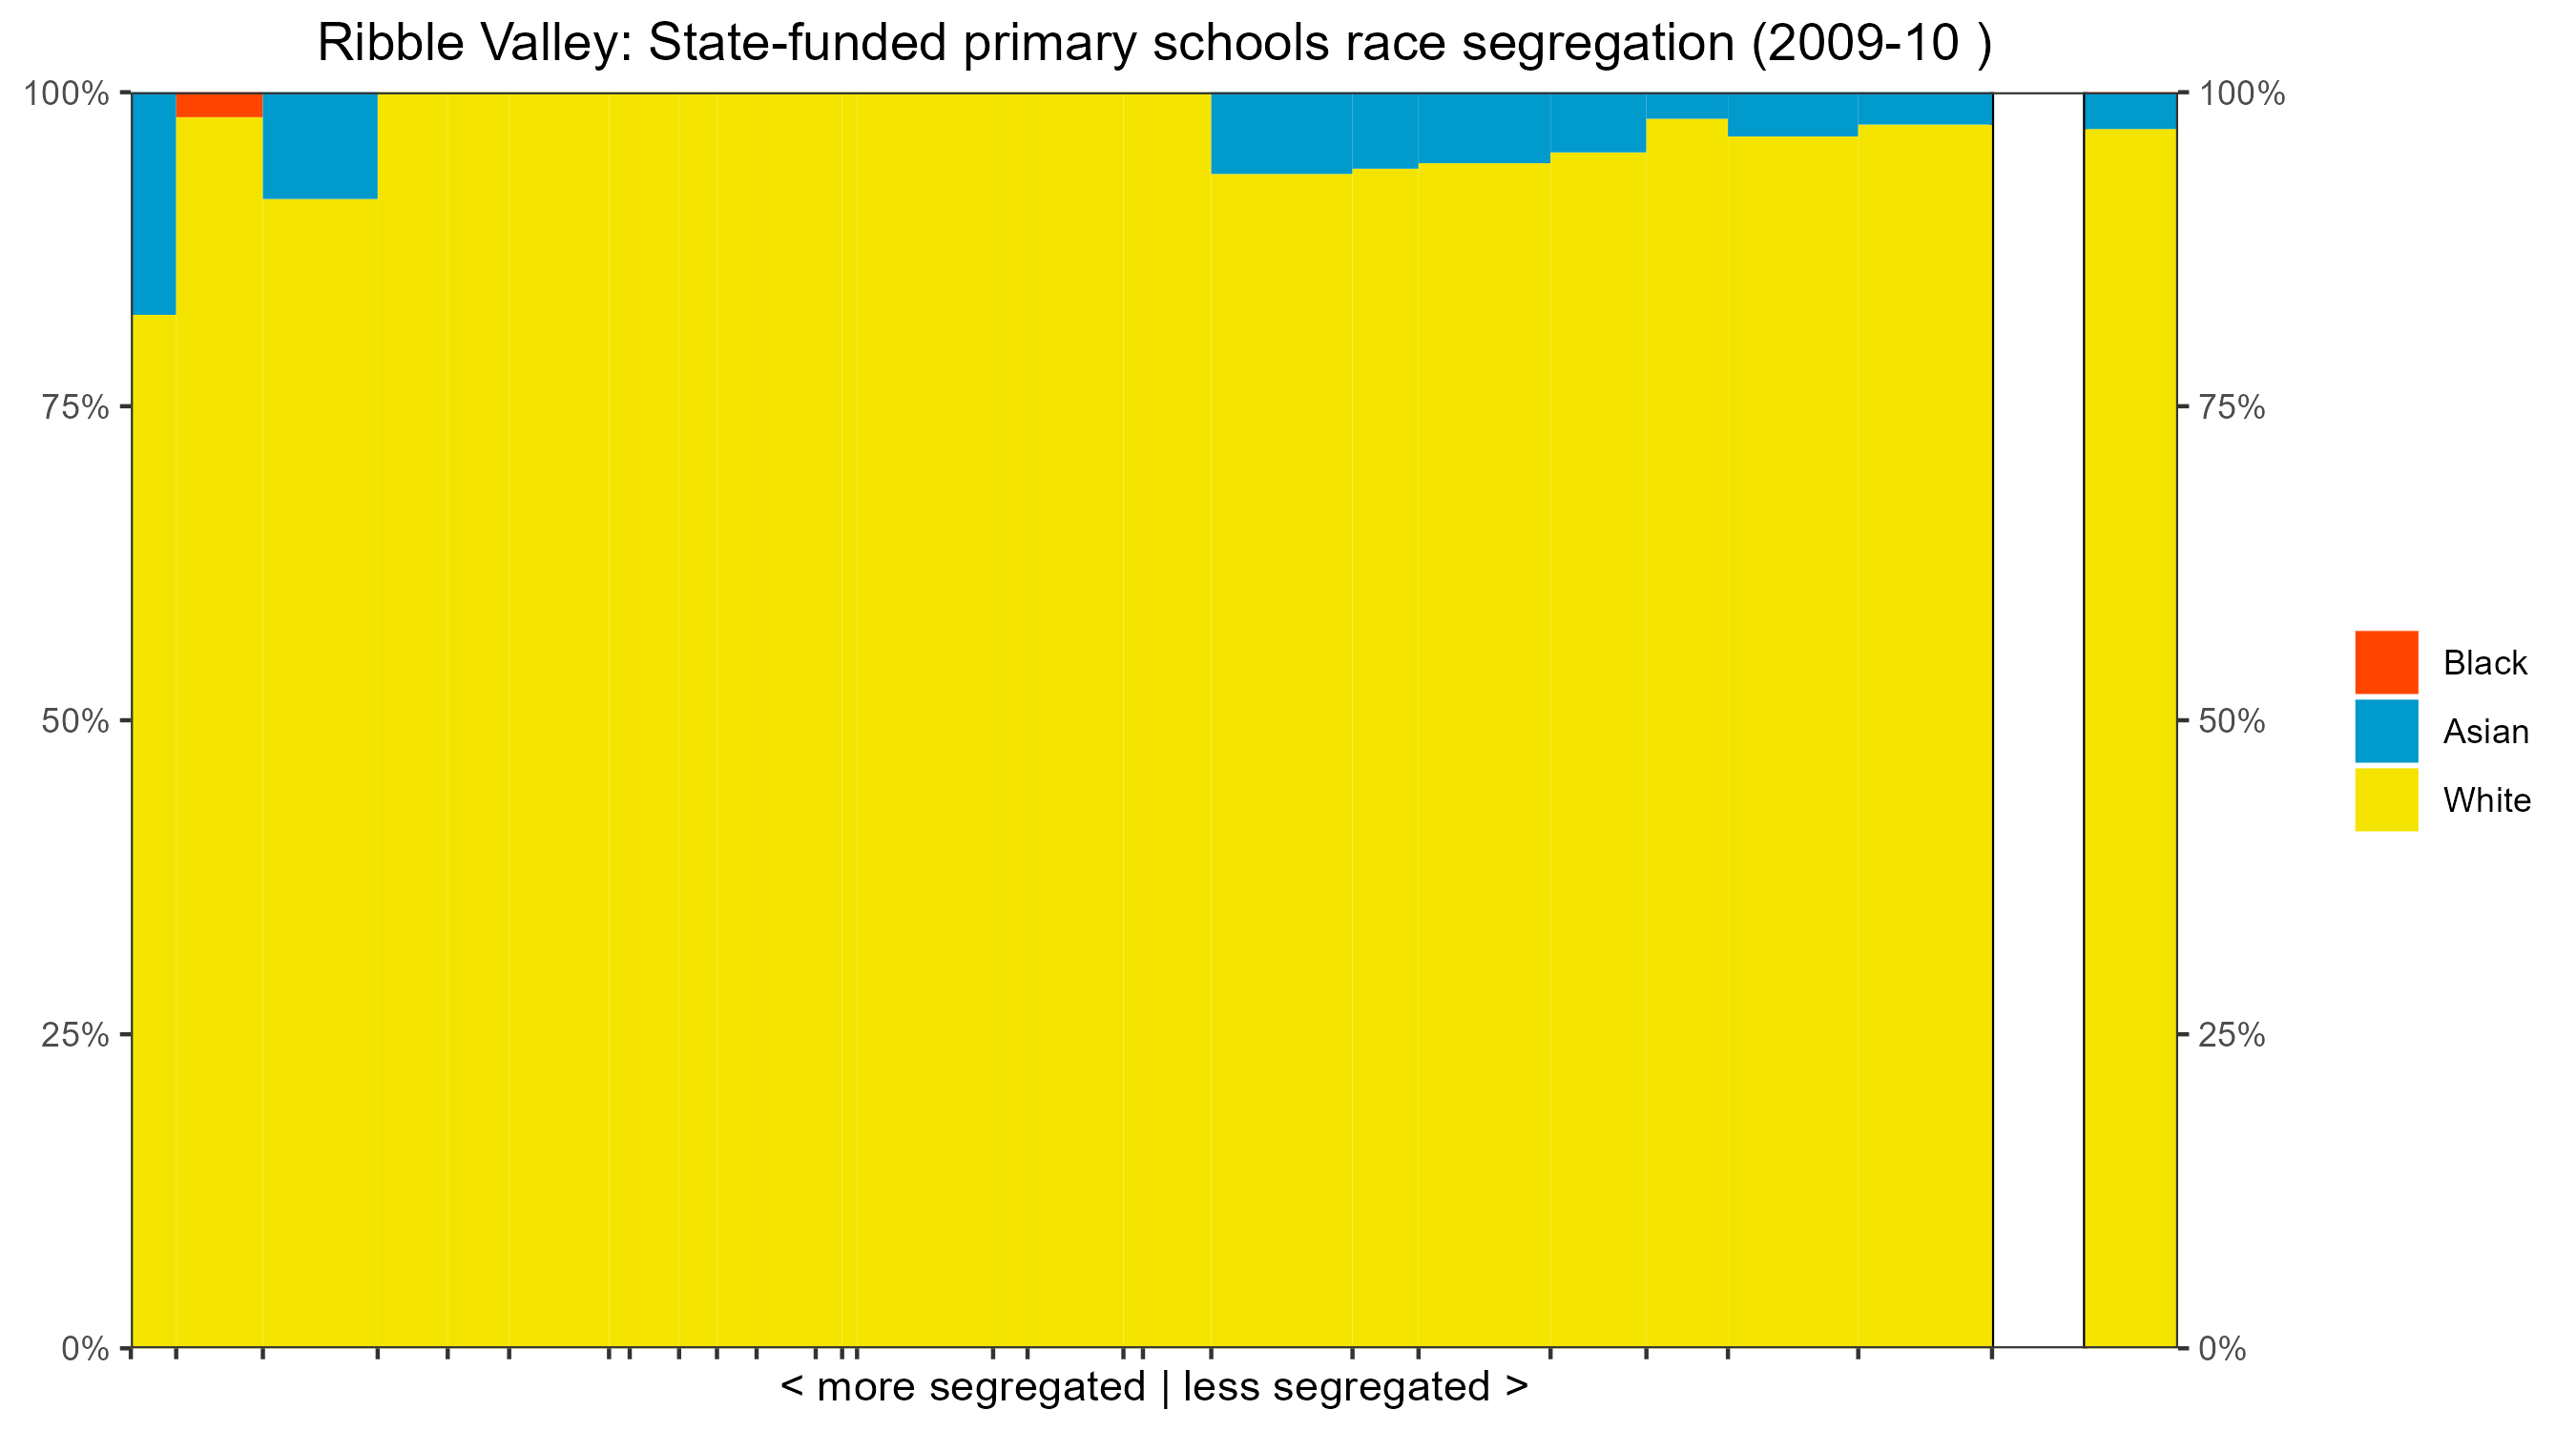 Ribble Valley: State-funded primary schools race segregation (2009-10 )
100%
75%
50%
25%
0%
100%
75%
50%
25%
0%
Black
Asian
White
< more segregated | less segregated >